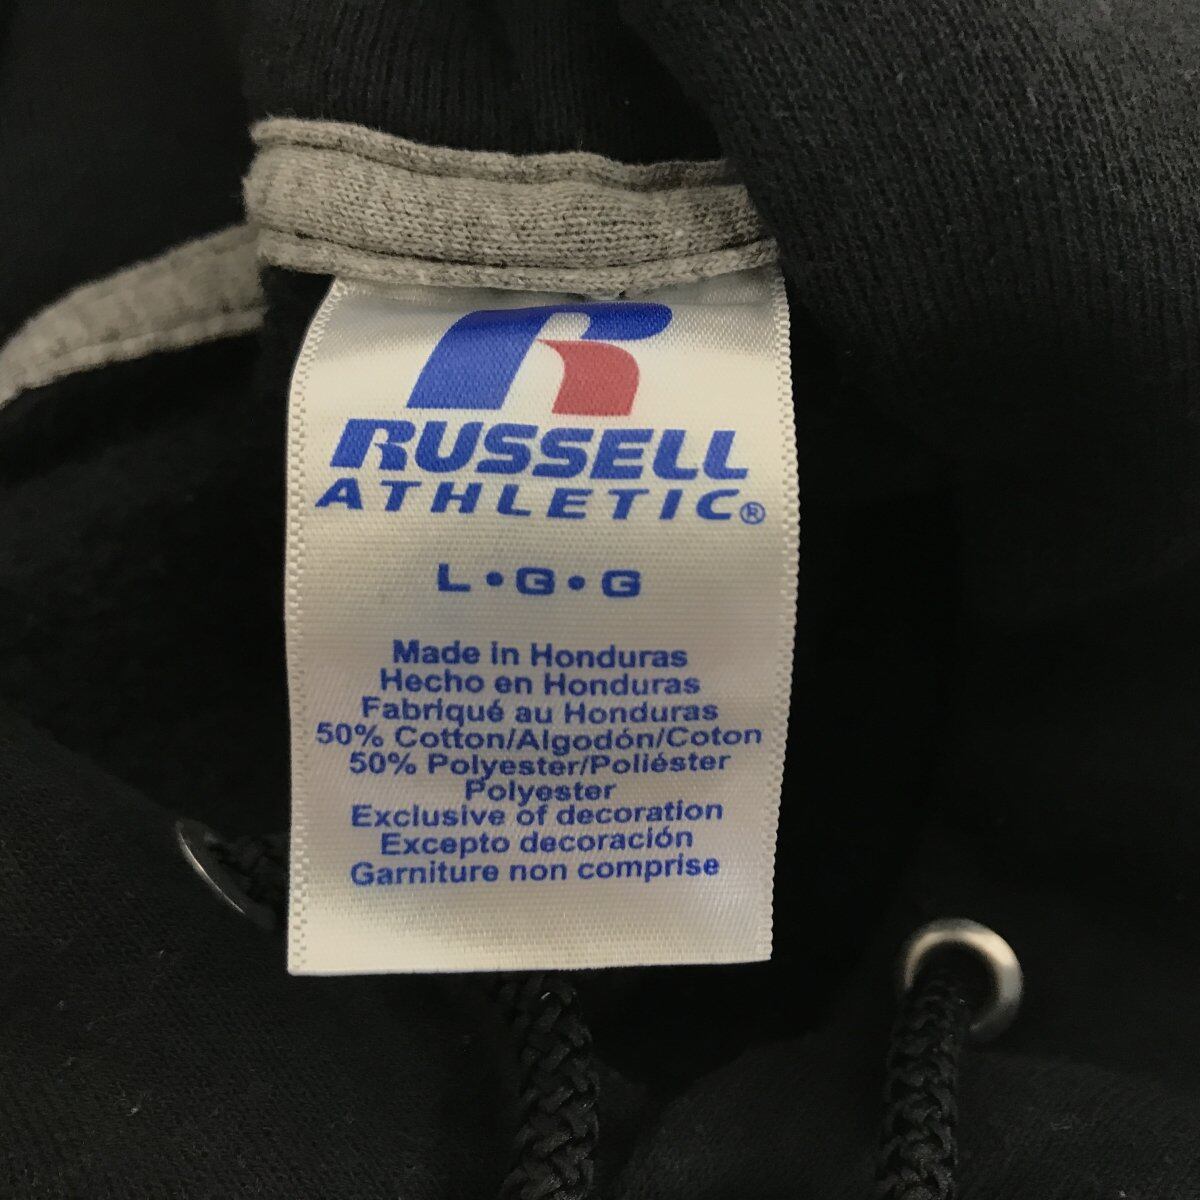 R
RUSSELL
ATHLETIC®
L • G • G
Made in Honduras
Hecho en Honduras
Fabriqué au Honduras
50% Cotton/Algodón/Coton
50% Polyester/Poliéster
Polyester
Exclusive of decoration
Excepto decoración
Garniture non comprise